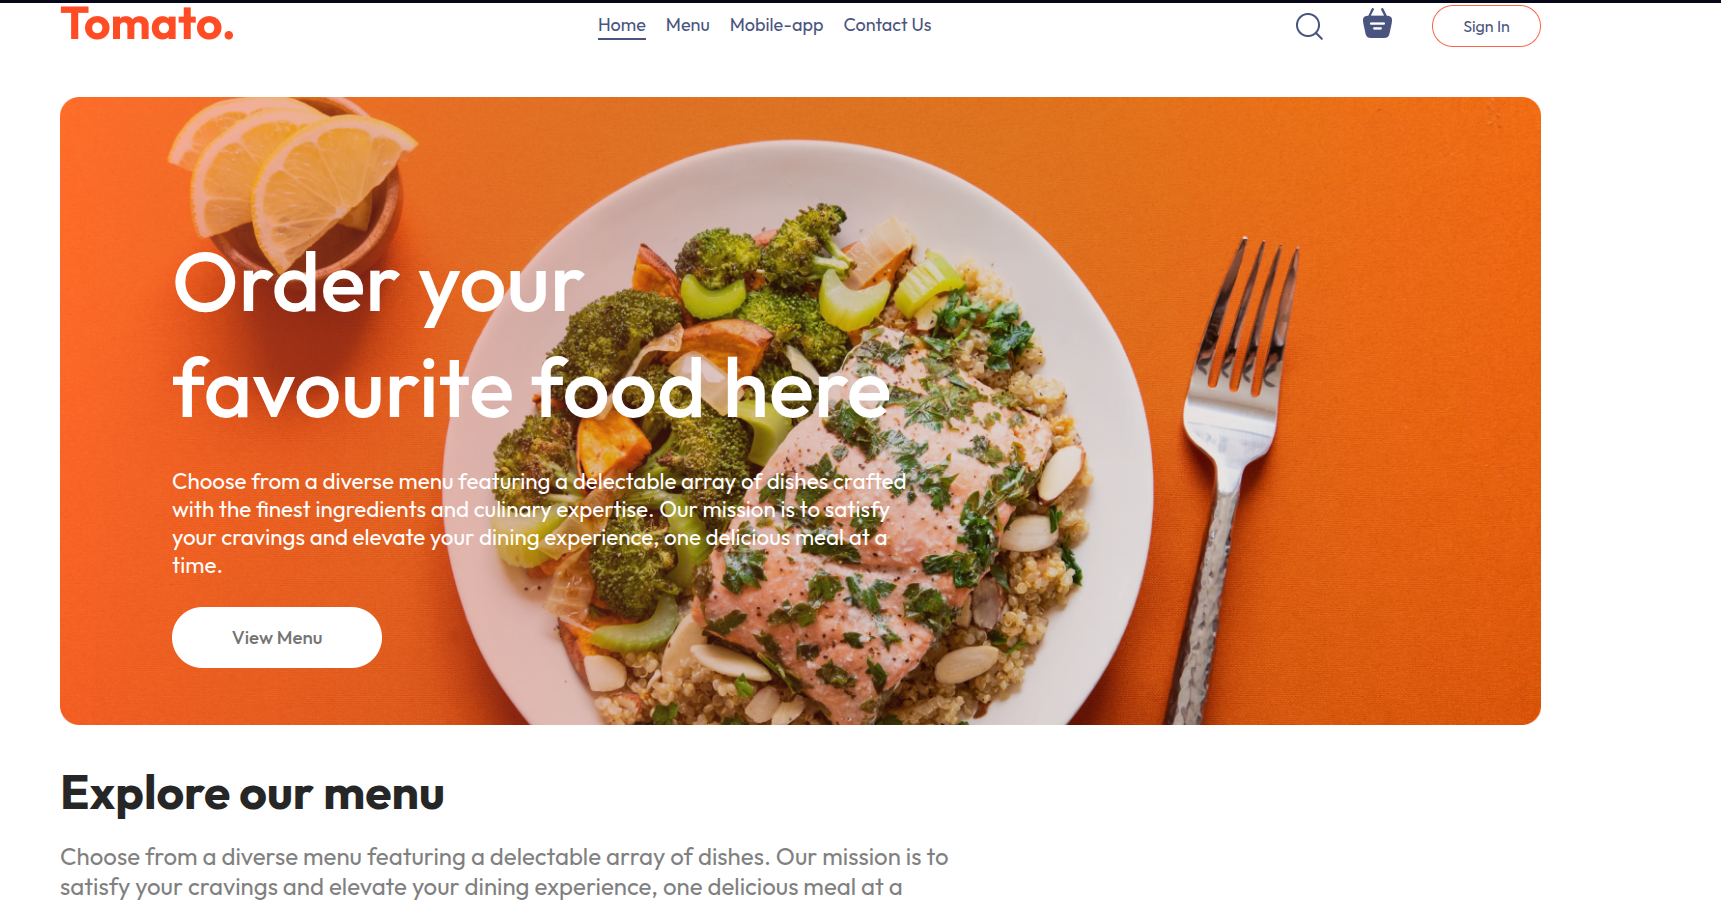 Tomato.
Home Menu Mobile-app Contact Us
Sign In
Order your
favourite food here
Choose from a diverse menu featuring a delectable array of dishes crafted
with the finest ingredients and culinary expertise. Our mission is to satisfy
your cravings and elevate your dining experience, one delicious meal at a
time.
View Menu
Explore our menu
Choose from a diverse menu featuring a delectable array of dishes. Our mission is to
satisfy your cravings and elevate your dining experience, one delicious meal at a